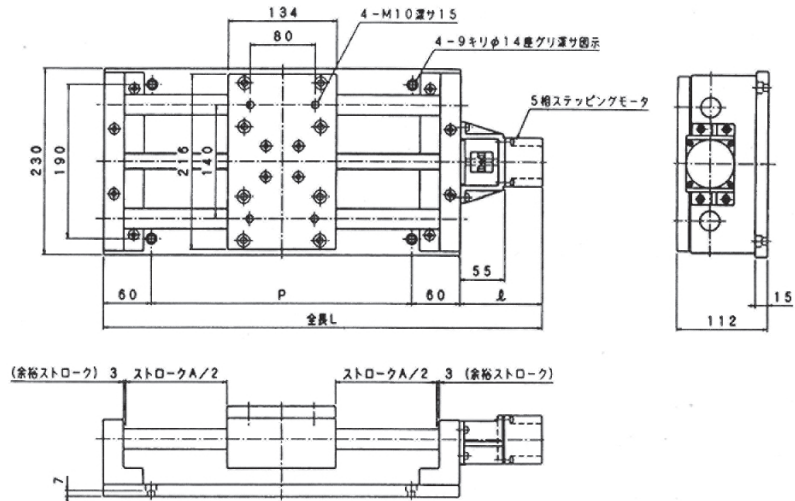 134
80
4-M10深サ15
4-9キリφ14座グリ深サ図示
5相ステッピングモータ
230
190
216
140
55
60
P
60
ℓ
全長L
15
112
(余裕ストローク) 3
ストロークA/2
ストロークA/2
3 (余裕ストローク)
7